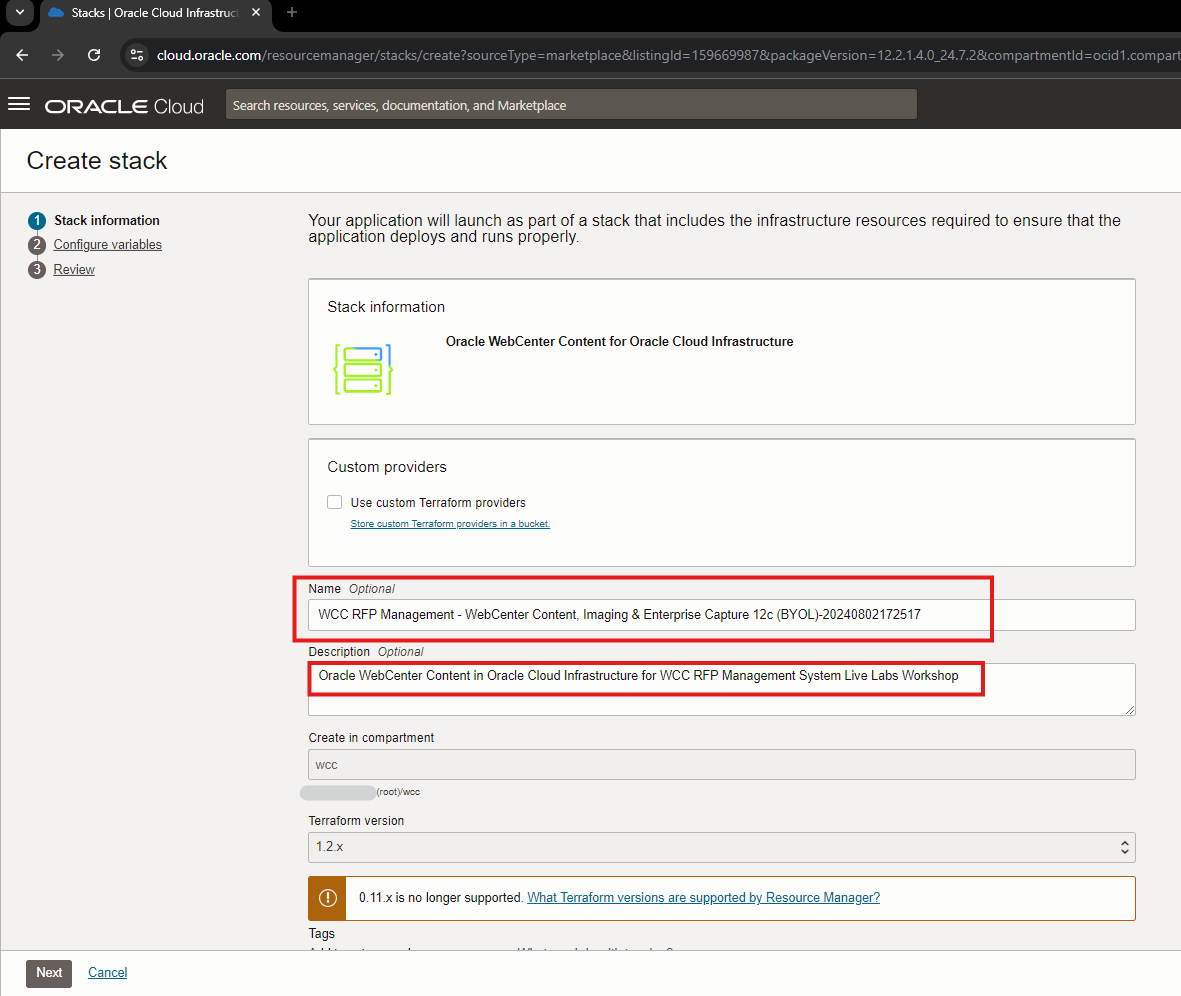 Stacks | Oracle Cloud Infrastruct
cloud.oracle.com/resourcemanager/stacks/create?sourceType=marketplace&listingId=159669987&packageVersion=12.2.1.4.0_24.7.2&compartmentId=ocid1.compart
ORACLE Cloud
Search resources, services, documentation, and Marketplace
Create stack
1 Stack information
2 Configure variables
3 Review
Your application will launch as part of a stack that includes the infrastructure resources required to ensure that the
application deploys and runs properly.
Stack information
Oracle WebCenter Content for Oracle Cloud Infrastructure
Custom providers
Use custom Terraform providers
Store custom Terraform providers in a bucket.
Name Optional
WCC RFP Management - WebCenter Content, Imaging & Enterprise Capture 12c (BYOL)-20240802172517
Description Optional
Oracle WebCenter Content in Oracle Cloud Infrastructure for WCC RFP Management System Live Labs Workshop
Create in compartment
wcc
(root)/wcc
Terraform version
1.2.x
0.11.x is no longer supported. What Terraform versions are supported by Resource Manager?
Tags
Next Cancel